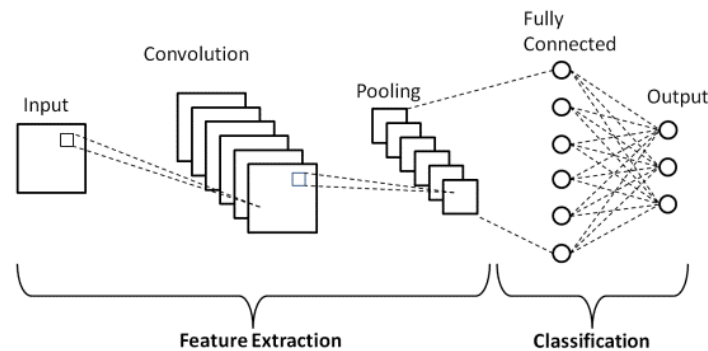 Input
Convolution
Pooling
Fully
Connected
Output
Feature Extraction
Classification